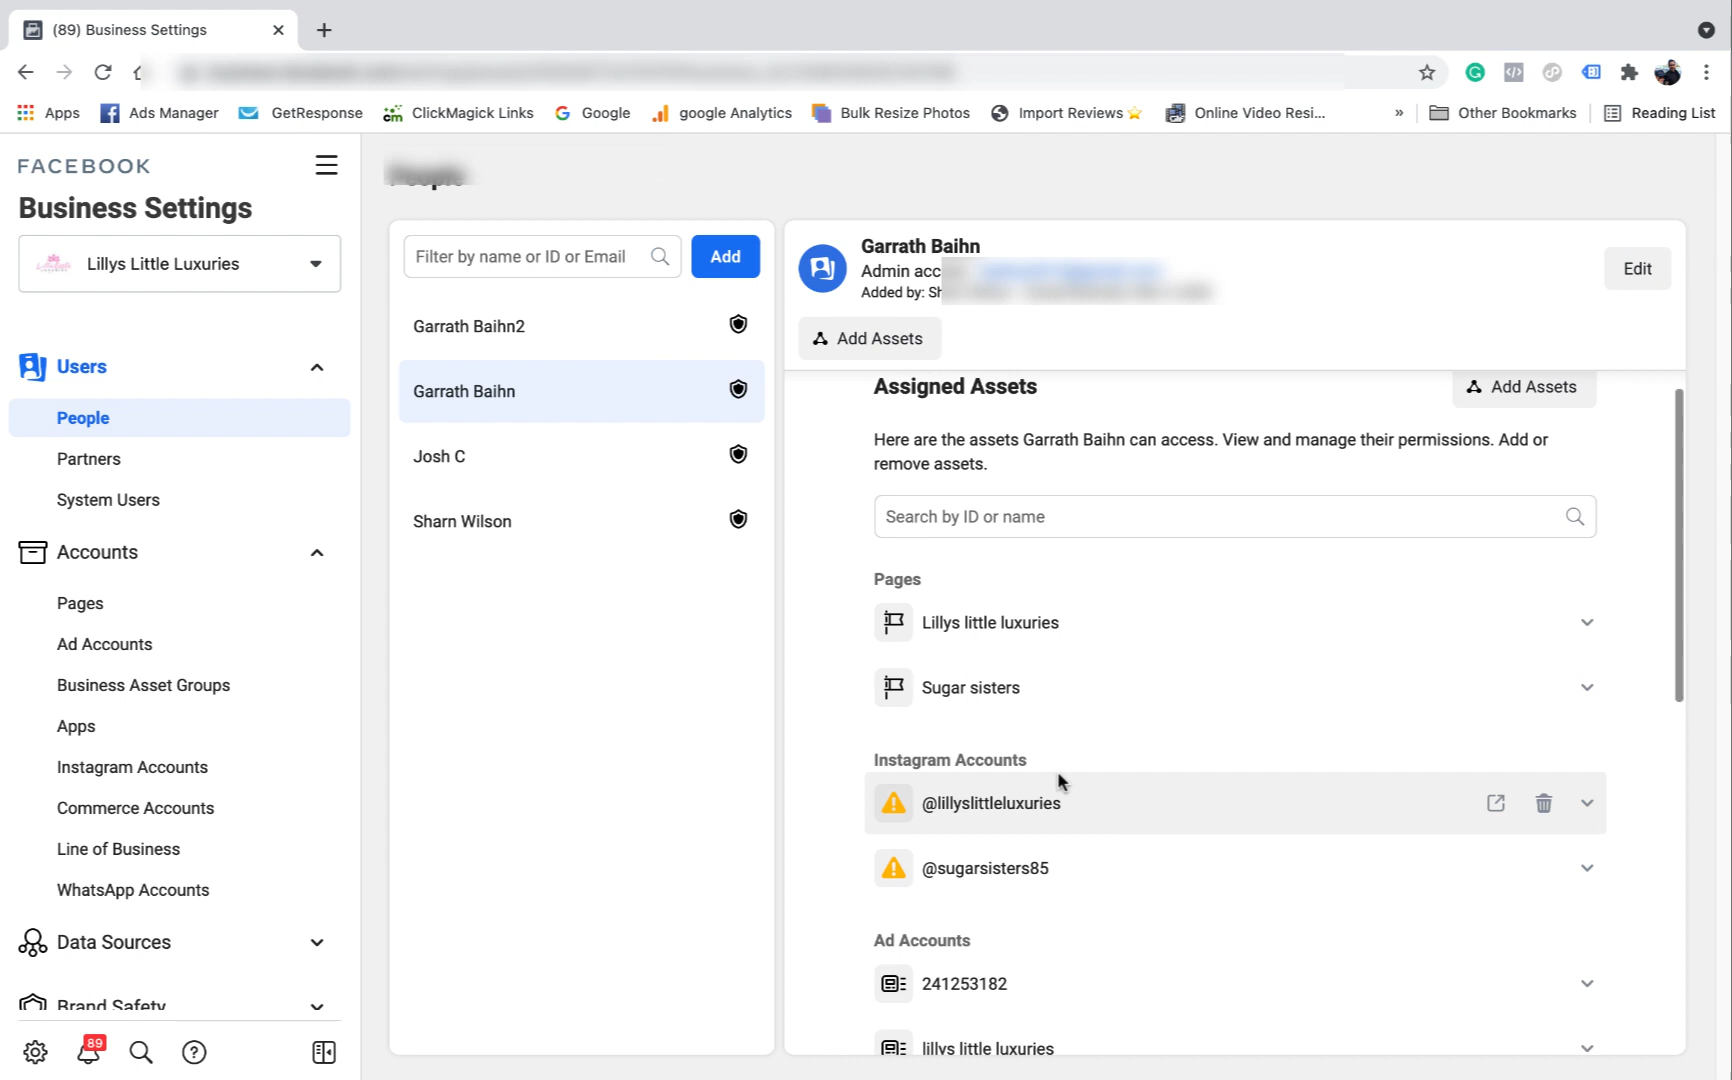 (89) Business Settings
Apps
Ads Manager
GetResponse
ClickMagick Links
Google
google Analytics
Bulk Resize Photos
Import Reviews⭐
Online Video Resi...
»
Other Bookmarks
Reading List
FACEBOOK
Business Settings
Lillys Little Luxuries
Users
People
Partners
System Users
Accounts
Pages
Ad Accounts
Business Asset Groups
Apps
Instagram Accounts
Commerce Accounts
Line of Business
WhatsApp Accounts
Data Sources
Brand Safety
89
People
Filter by name or ID or Email
Add
Garrath Baihn2
Garrath Baihn
Josh C
Sharn Wilson
Garrath Baihn
Admin
Added by:
Edit
Add Assets
Assigned Assets
Add Assets
Here are the assets Garrath Baihn can access. View and manage their permissions. Add or
remove assets.
Search by ID or name
Pages
Lillys little luxuries
Sugar sisters
Instagram Accounts
@lillyslittleluxuries
@sugarsisters85
Ad Accounts
241253182
lillys little luxuries